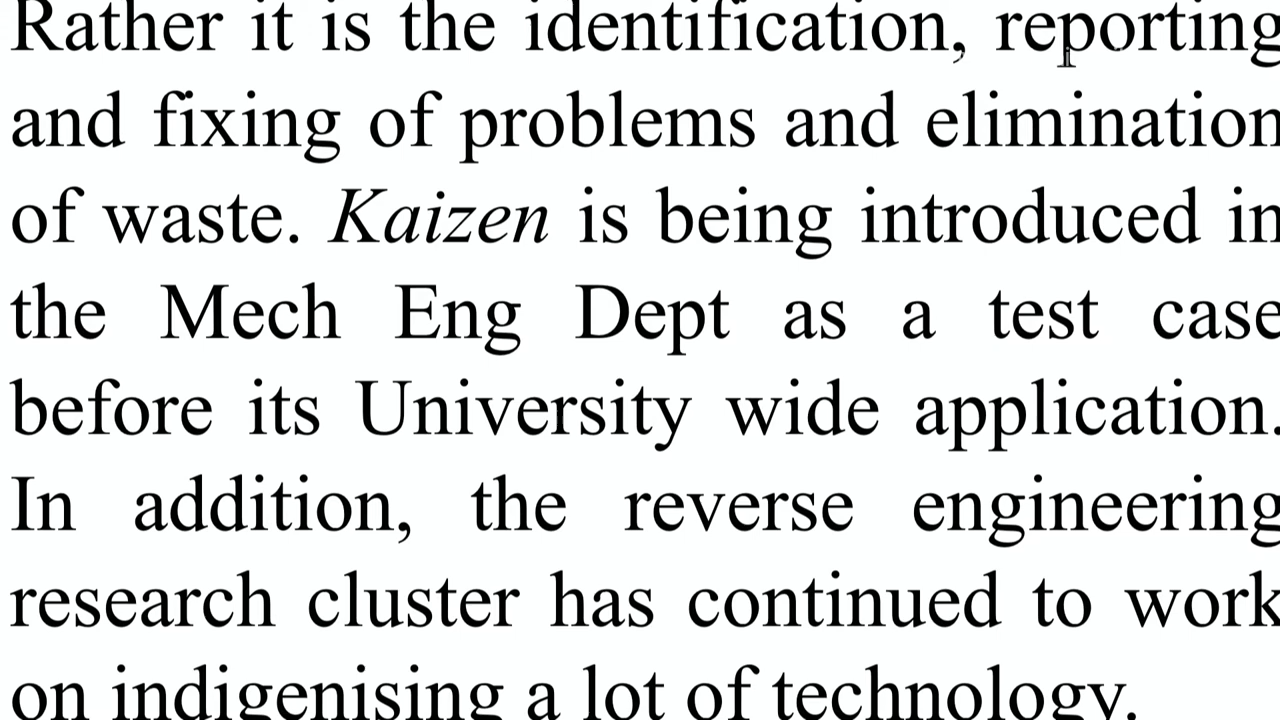 Rather it is the identification, reporting
and fixing of problems and elimination
of waste. Kaizen is being introduced in
the Mech Eng Dept as a test case
before its University wide application.
In addition, the reverse engineering
research cluster has continued to work
on indigenising a lot of technology.